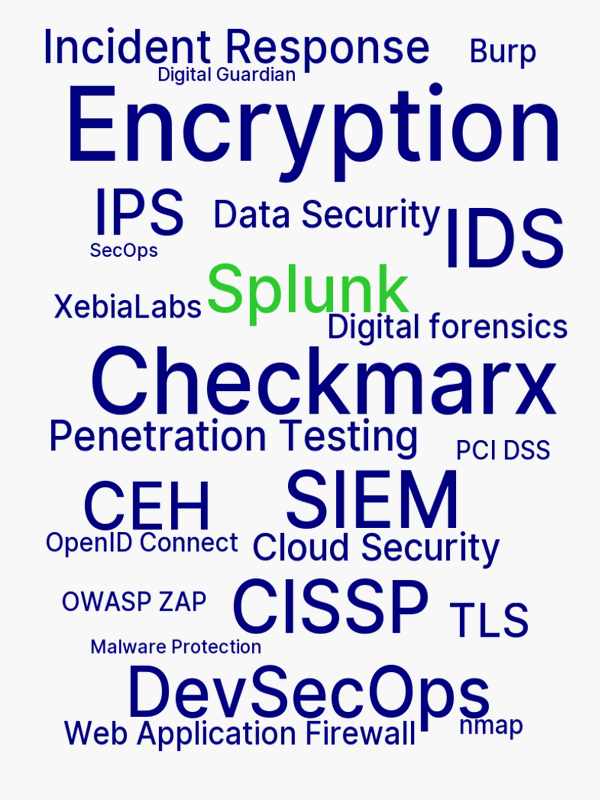 Incident Response
Burp
Digital Guardian
Encryption
IPS
Data Security
IDS
SecOps
Splunk
XebiaLabs
Digital forensics
Checkmarx
Penetration Testing
PCI DSS
CEH
SIEM
OpenID Connect
Cloud Security
OWASP ZAP
CISSP
TLS
Malware Protection
DevSecOps
nmap
Web Application Firewall